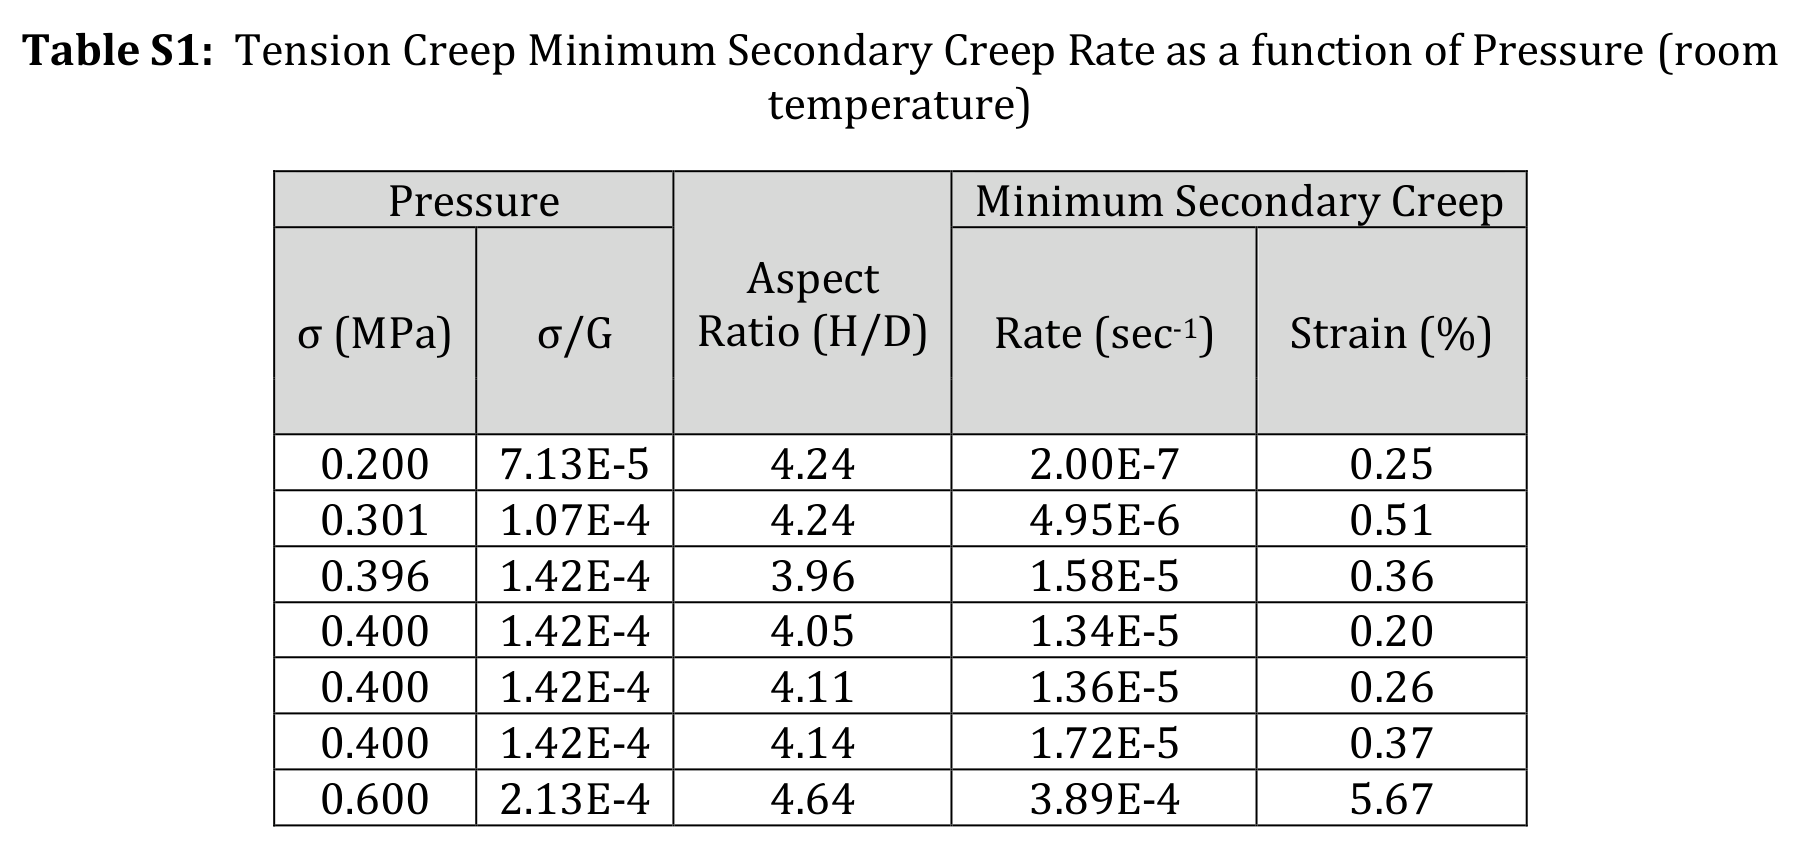 Table S1: Tension Creep Minimum Secondary Creep Rate as a function of Pressure (room
temperature)
Pressure Minimum Secondary Creep
σ (MPa) σ/G Aspect Ratio (H/D) Rate (sec-1) Strain (%)
0.200 7.13E-5 4.24 2.00E-7 0.25
0.301 1.07E-4 4.24 4.95E-6 0.51
0.396 1.42E-4 3.96 1.58E-5 0.36
0.400 1.42E-4 4.05 1.34E-5 0.20
0.400 1.42E-4 4.11 1.36E-5 0.26
0.400 1.42E-4 4.14 1.72E-5 0.37
0.600 2.13E-4 4.64 3.89E-4 5.67